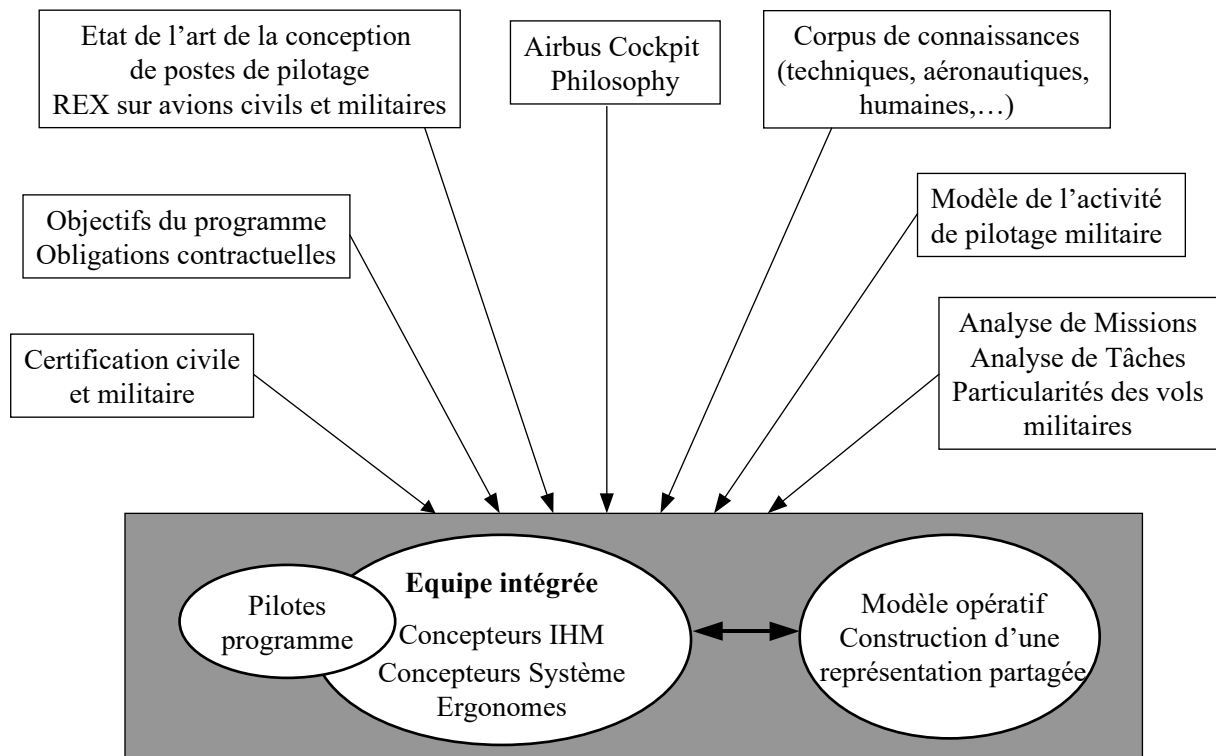 Etat de l’art de la conception
de postes de pilotage
REX sur avions civils et militaires
Airbus Cockpit
Philosophy
Corpus de connaissances
(techniques, aéronautiques,
humaines,…)
Objectifs du programme
Obligations contractuelles
Modèle de l’activité
de pilotage militaire
Certification civile
et militaire
Analyse de Missions
Analyse de Tâches
Particularités des vols
militaires
Pilotes
programme
Equipe intégrée
Concepteurs IHM
Concepteurs Système
Ergonomes
Modèle opératif
Construction d’une
représentation partagée